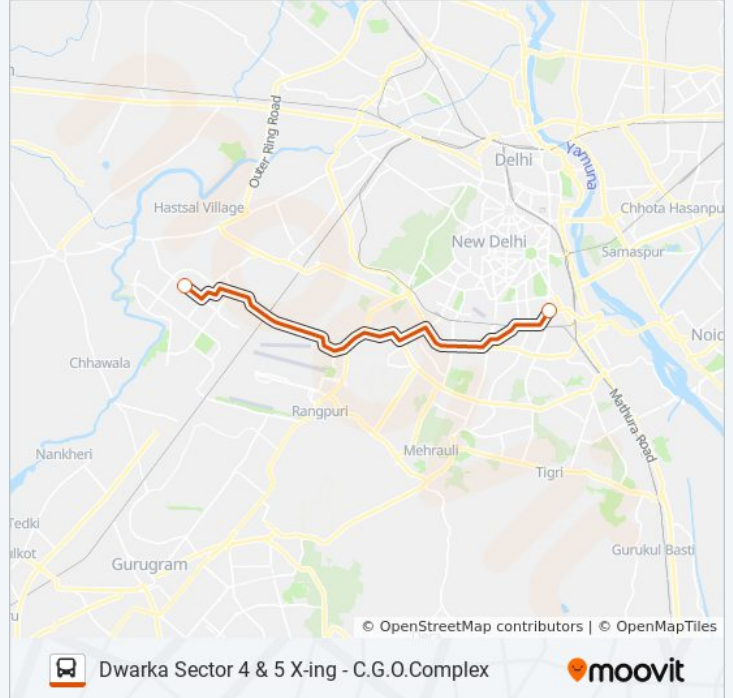 Outer Ring Road
Delhi
Yamuna
Hastsal Village
Chhota Hasanpu
New Delhi
Samaspur
Noid
Chhawala
Rangpuri
Mathura Road
Nankheri
Mehrauli
Tigri
Tedki
ulkot
Gurukul Basti
Gurugram
© OpenStreetMap contributors | © OpenMapTiles
Dwarka Sector 4 & 5 X-ing - C.G.O.Complex
moovit